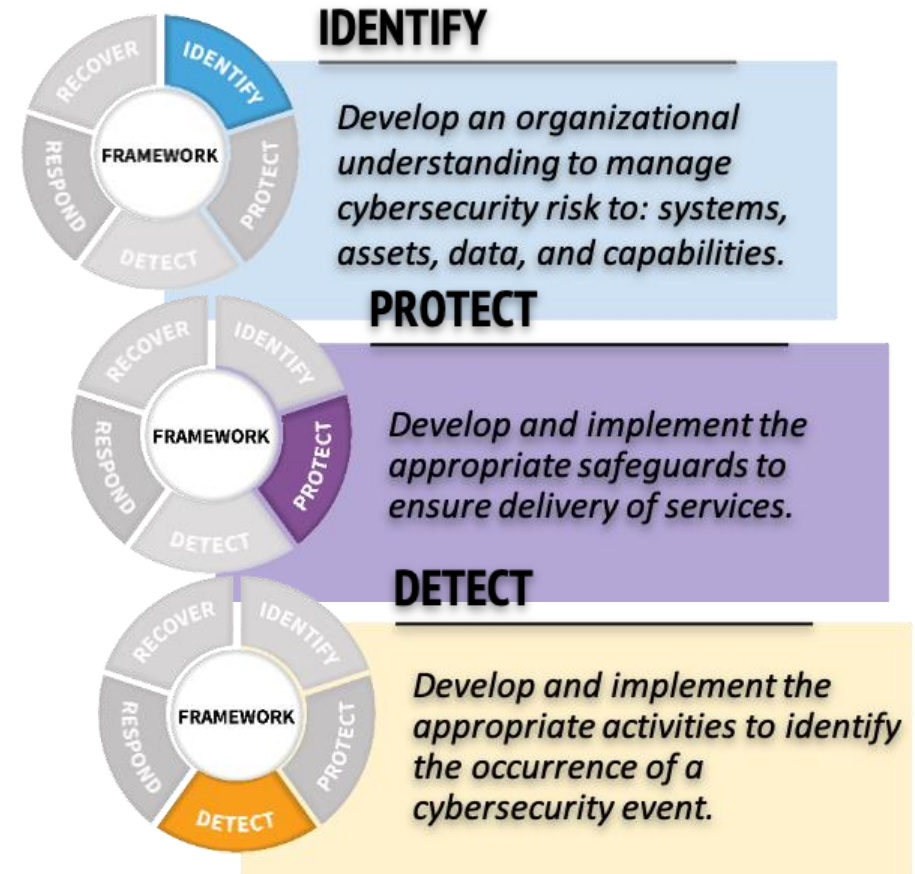 IDENTIFY
RECOVER
IDENTIFY
FRAMEWORK
RESPOND
PROTECT
DETECT
Develop an organizational
understanding to manage
cybersecurity risk to: systems,
assets, data, and capabilities.
PROTECT
RECOVER
IDENTIFY
FRAMEWORK
RESPOND
PROTECT
DETECT
Develop and implement the
appropriate safeguards to
ensure delivery of services.
DETECT
RECOVER
IDENTIFY
FRAMEWORK
RESPOND
PROTECT
DETECT
Develop and implement the
appropriate activities to identify
the occurrence of a
cybersecurity event.